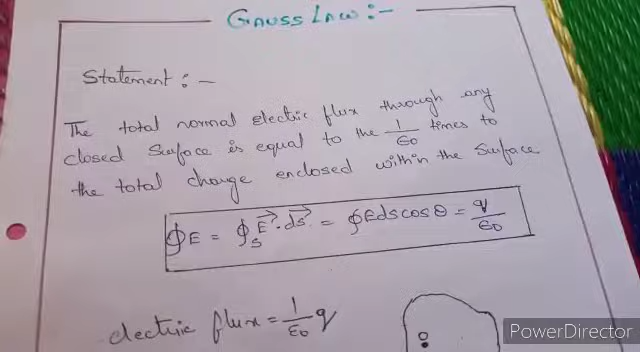 GAUSS LAW :-
Statement :-
The total normal electric flux through any
closed surface is equal to the 1/ε0 times to
the total charge enclosed within the surface
ϕE = ∮S E⃗ . ds⃗ = ∮Eds cosθ = q/ε0
electric flux = 1/ε0 q
PowerDirector